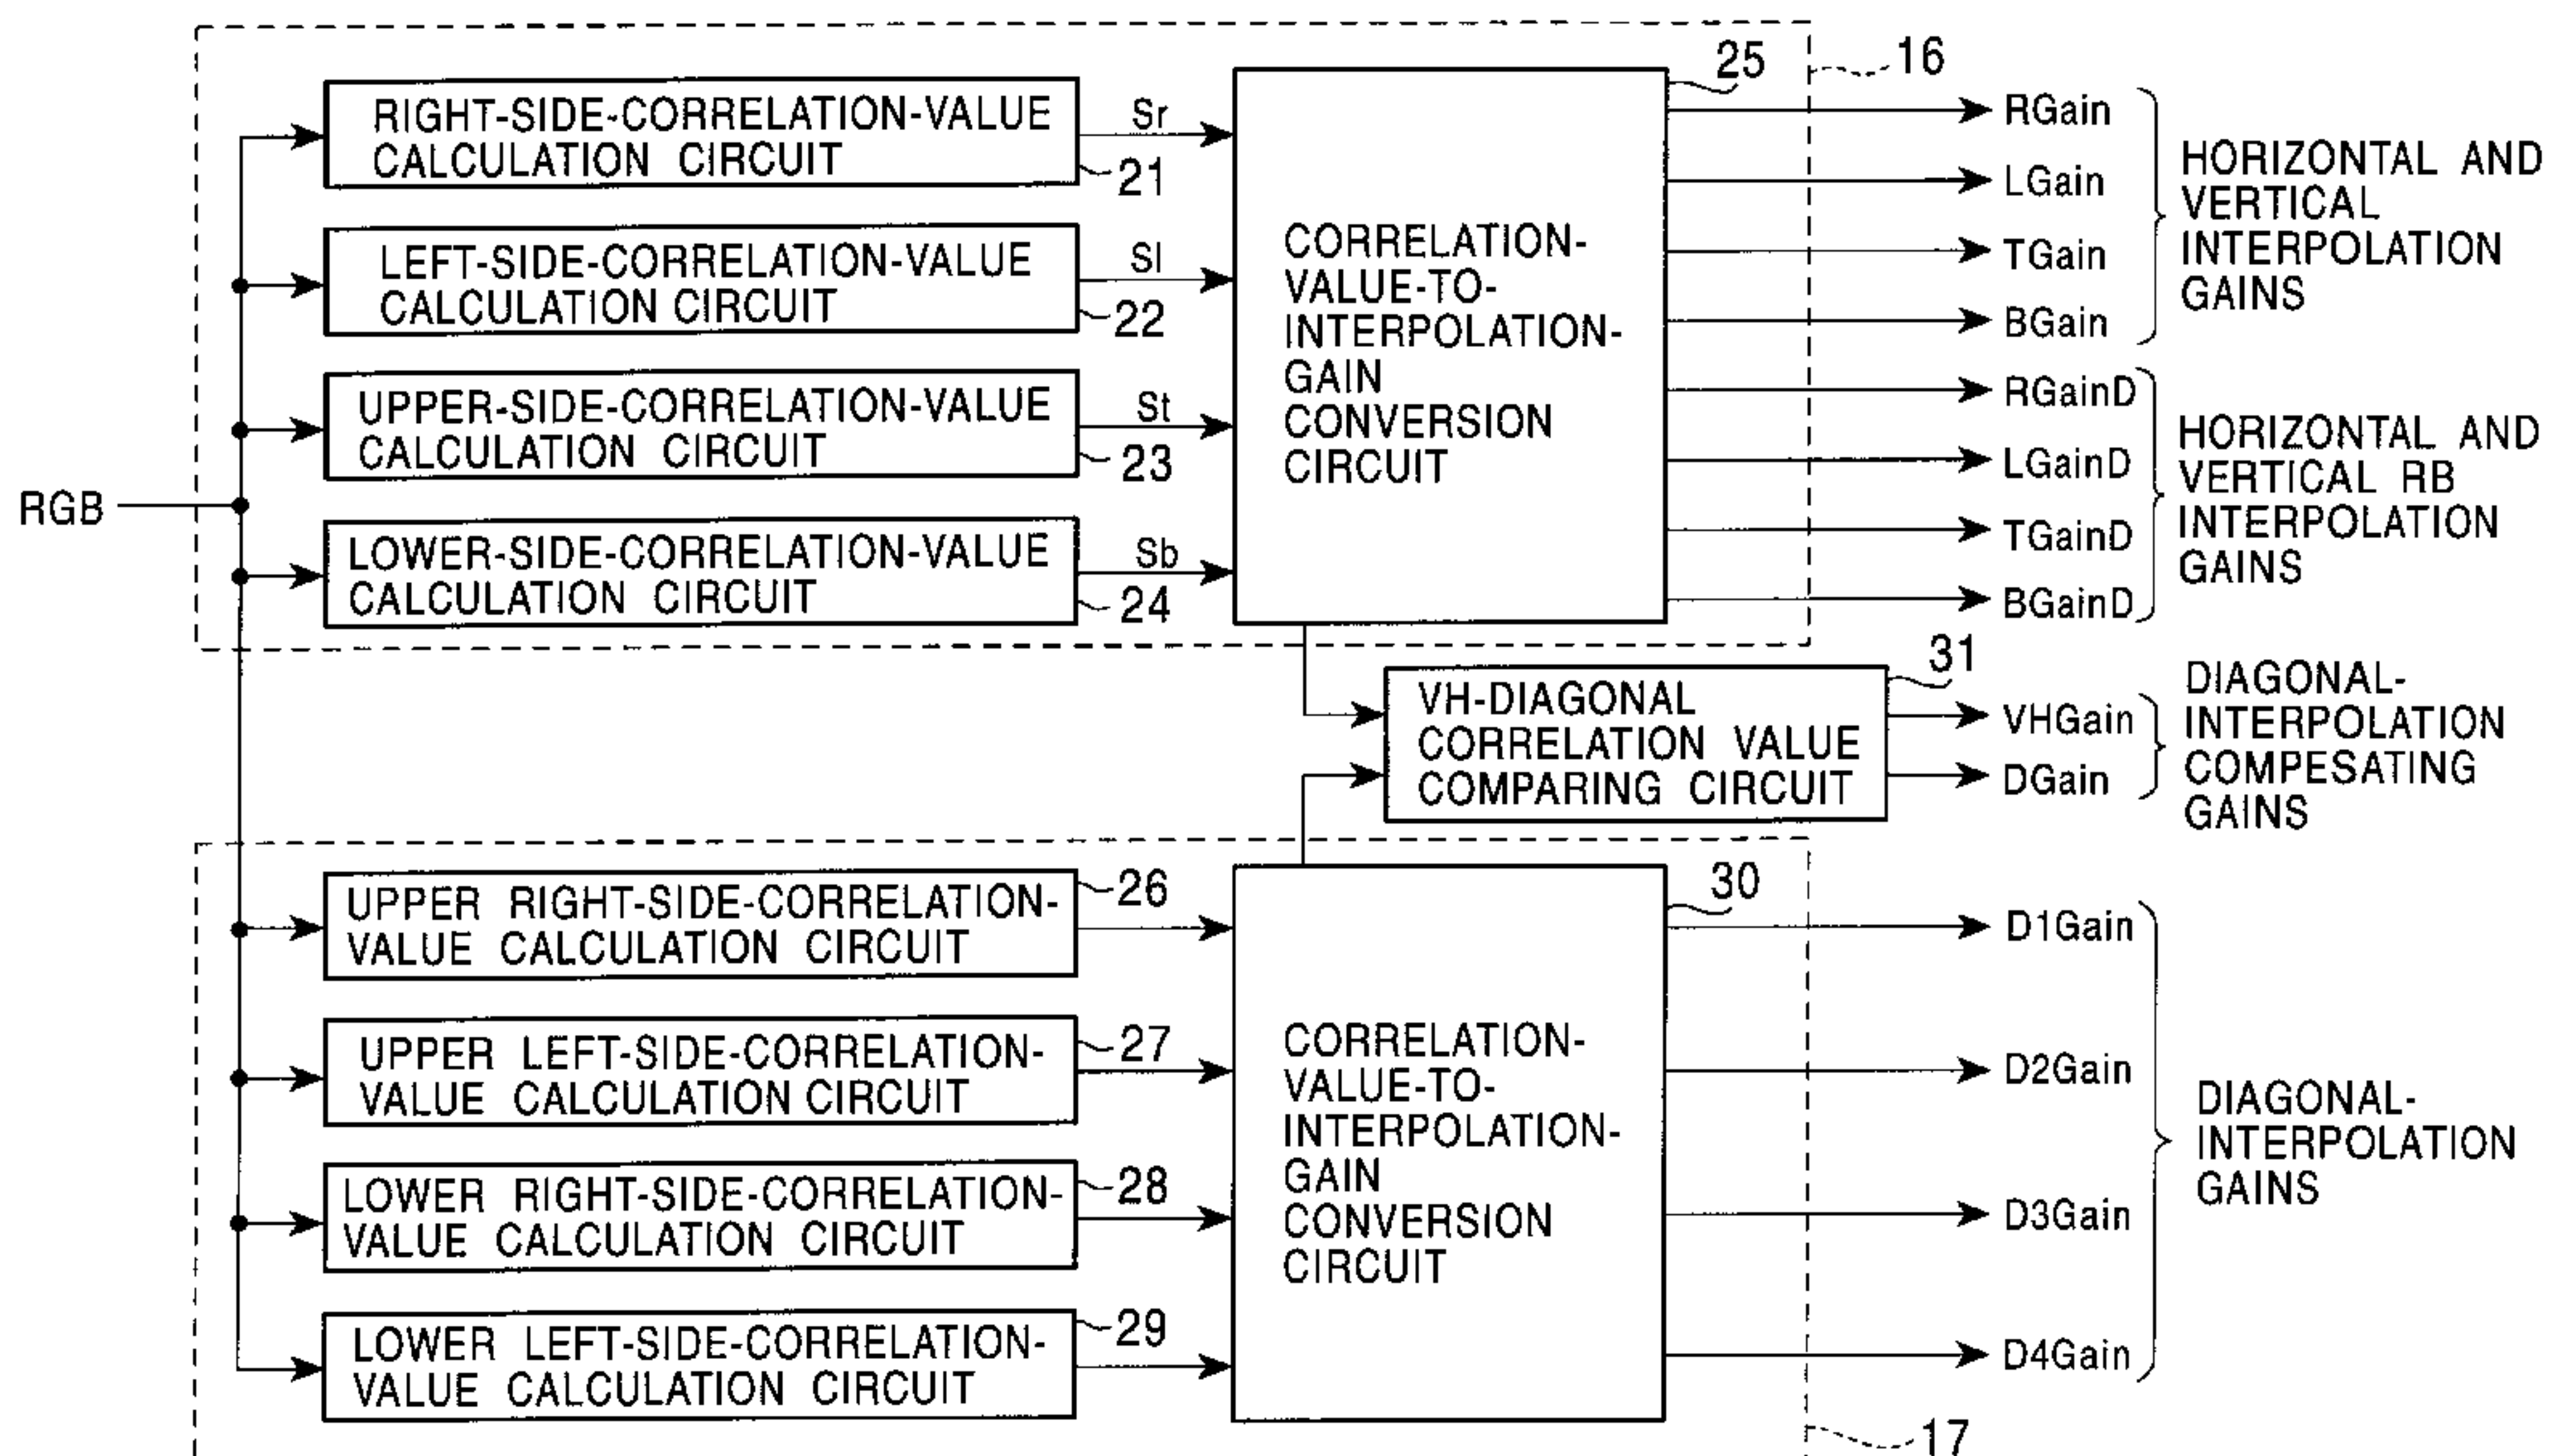 RGB
16
RIGHT-SIDE-CORRELATION-VALUE
CALCULATION CIRCUIT
21
Sr
LEFT-SIDE-CORRELATION-VALUE
CALCULATION CIRCUIT
22
Sl
UPPER-SIDE-CORRELATION-VALUE
CALCULATION CIRCUIT
23
St
LOWER-SIDE-CORRELATION-VALUE
CALCULATION CIRCUIT
24
Sb
25
CORRELATION-
VALUE-TO-
INTERPOLATION-
GAIN
CONVERSION
CIRCUIT
RGain
LGain
TGain
BGain
HORIZONTAL AND
VERTICAL
INTERPOLATION
GAINS
RGainD
LGainD
TGainD
BGainD
HORIZONTAL AND
VERTICAL RB
INTERPOLATION
GAINS
31
VH-DIAGONAL
CORRELATION VALUE
COMPARING CIRCUIT
VHGain
DGain
DIAGONAL-
INTERPOLATION
COMPESATING
GAINS
UPPER RIGHT-SIDE-CORRELATION-
VALUE CALCULATION CIRCUIT
26
UPPER LEFT-SIDE-CORRELATION-
VALUE CALCULATION CIRCUIT
27
LOWER RIGHT-SIDE-CORRELATION-
VALUE CALCULATION CIRCUIT
28
LOWER LEFT-SIDE-CORRELATION-
VALUE CALCULATION CIRCUIT
29
30
CORRELATION-
VALUE-TO-
INTERPOLATION-
GAIN
CONVERSION
CIRCUIT
D1Gain
D2Gain
D3Gain
D4Gain
DIAGONAL-
INTERPOLATION
GAINS
17